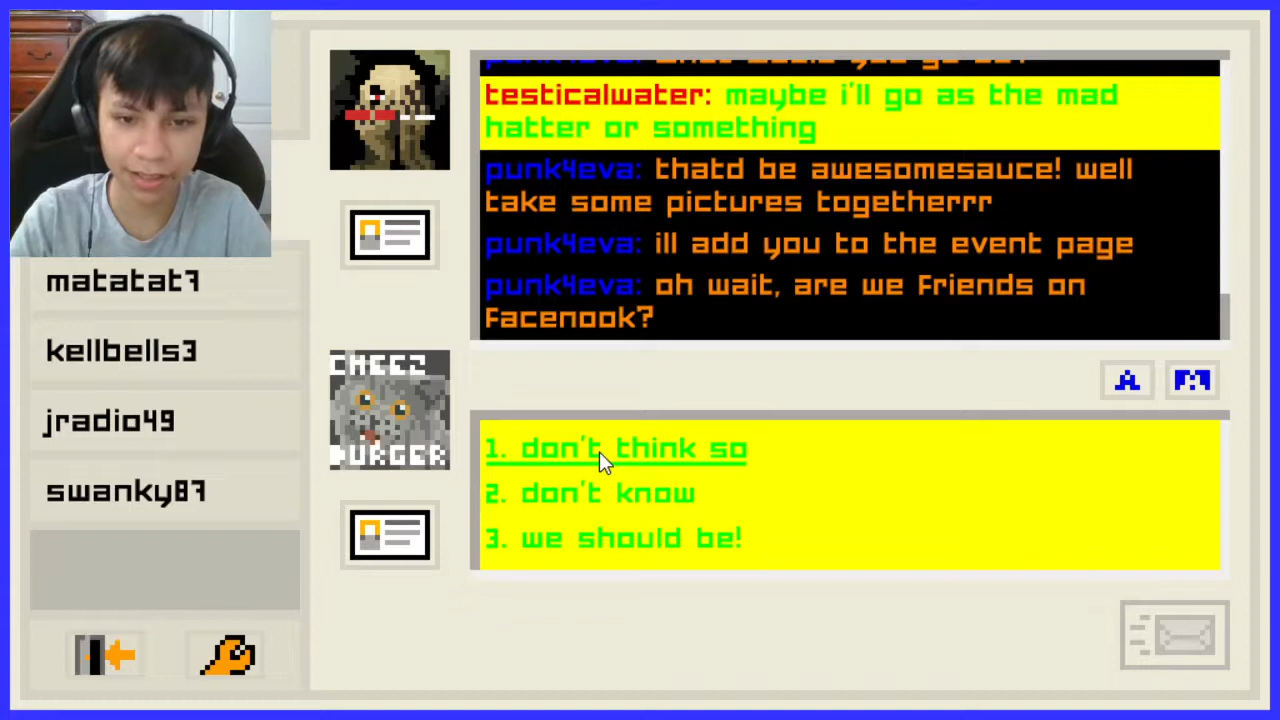 testicalwater: maybe i'll go as the mad
hatter or something
punk4eva: thatd be awesomesauce! well
take some pictures togetherrr
punk4eva: ill add you to the event page
punk4eva: oh wait, are we Friends on
Facenook?
matatat7
kellbells3
jradio49
swanky87
CHEEZ
BURGER
A
1. don't think so
2. don't know
3. we should be!